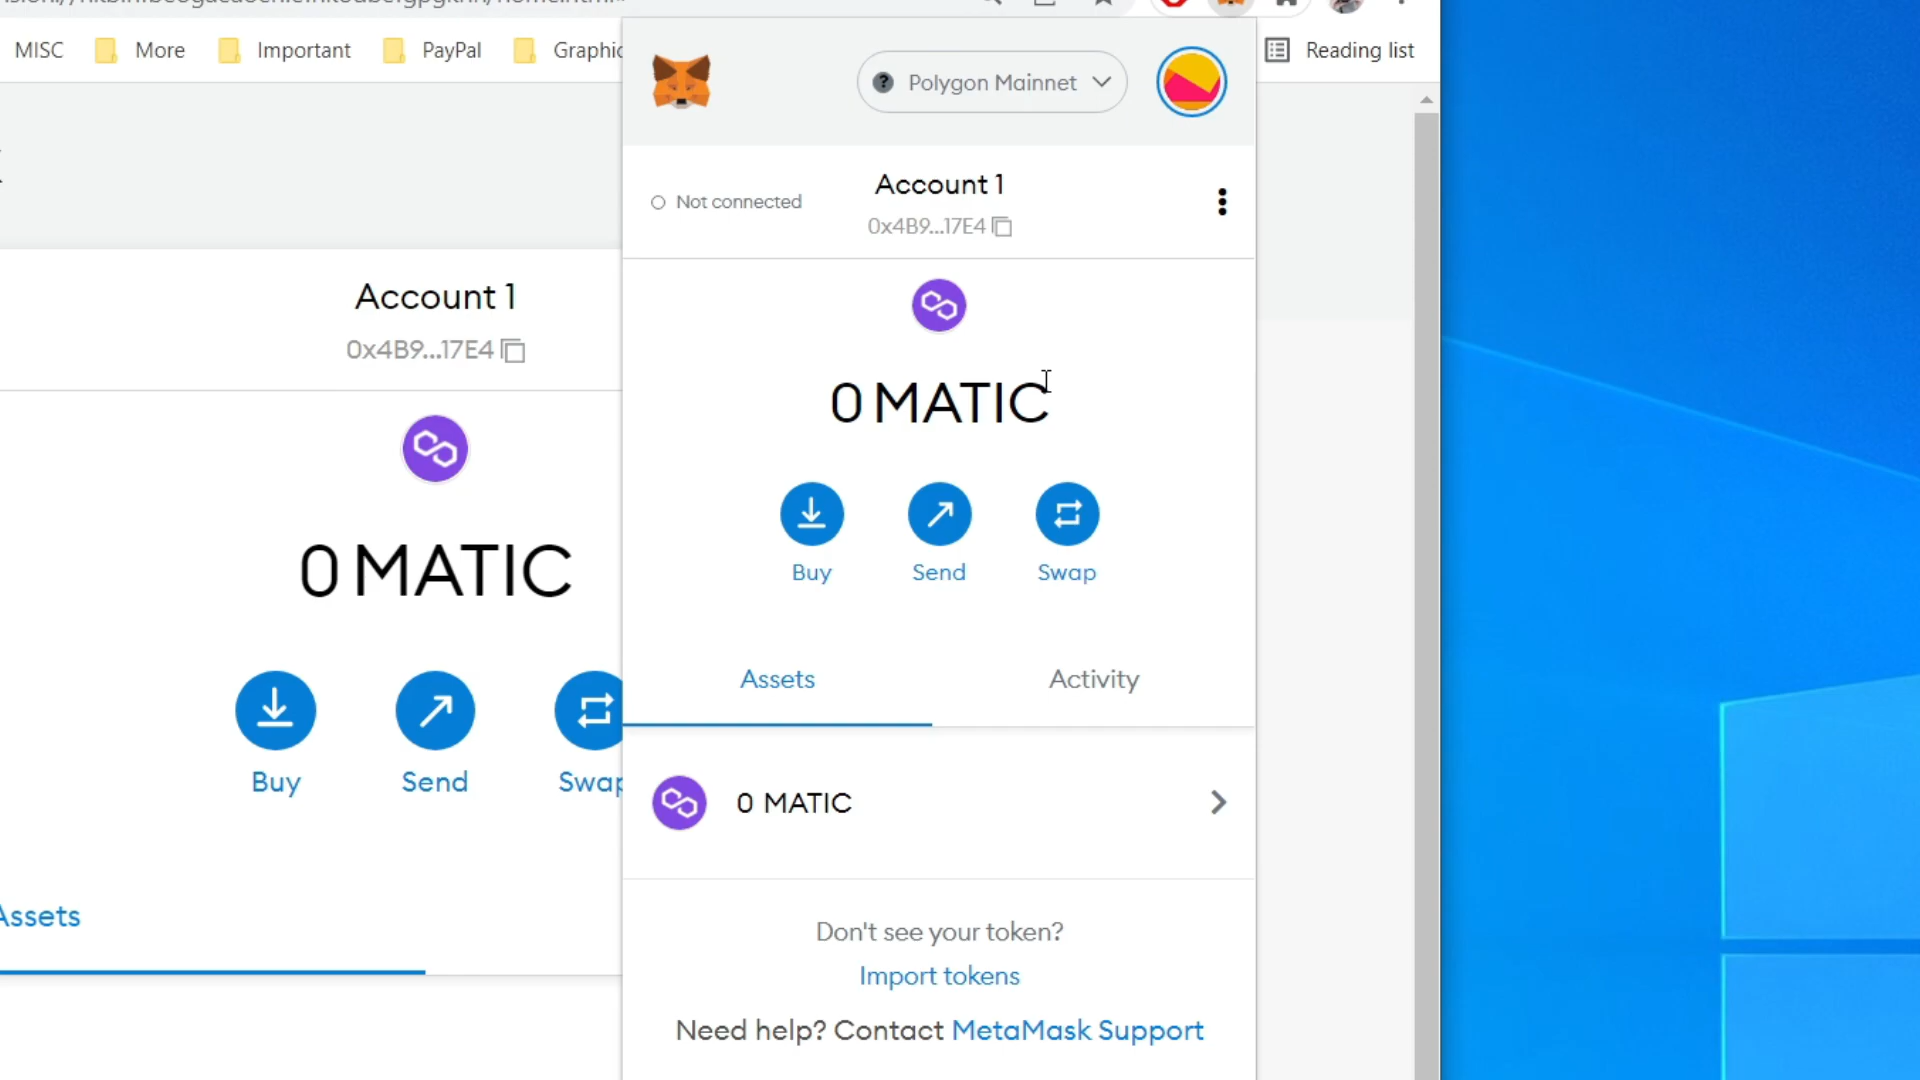 MISC
More
Important
PayPal
Polygon Mainnet
Reading list
Not connected
Account 1
0x4B9...17E4
0 MATIC
Buy
Send
Swap
Assets
Activity
0 MATIC
Don't see your token?
Import tokens
Need help? Contact MetaMask Support
Account 1
0x4B9...17E4
0 MATIC
Buy
Send
Swap
Assets